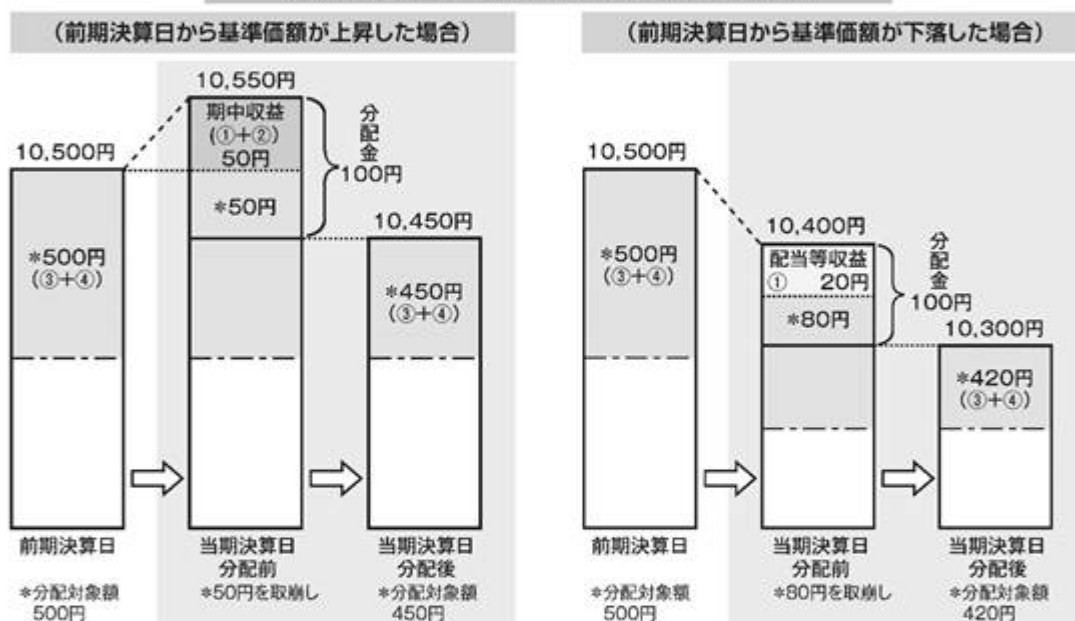 （前期決算日から基準価額が上昇した場合）
10,550円
期中収益
(①＋②)
50円
*50円
分配金
100円
10,500円
*500円
(③＋④)
10,450円
*450円
(③＋④)
前期決算日
*分配対象額
500円
当期決算日
分配前
*50円を取崩し
当期決算日
分配後
*分配対象額
450円
（前期決算日から基準価額が下落した場合）
10,500円
*500円
(③＋④)
10,400円
配当等収益
① 20円
*80円
分配金
100円
10,300円
*420円
(③＋④)
前期決算日
*分配対象額
500円
当期決算日
分配前
*80円を取崩し
当期決算日
分配後
*分配対象額
420円